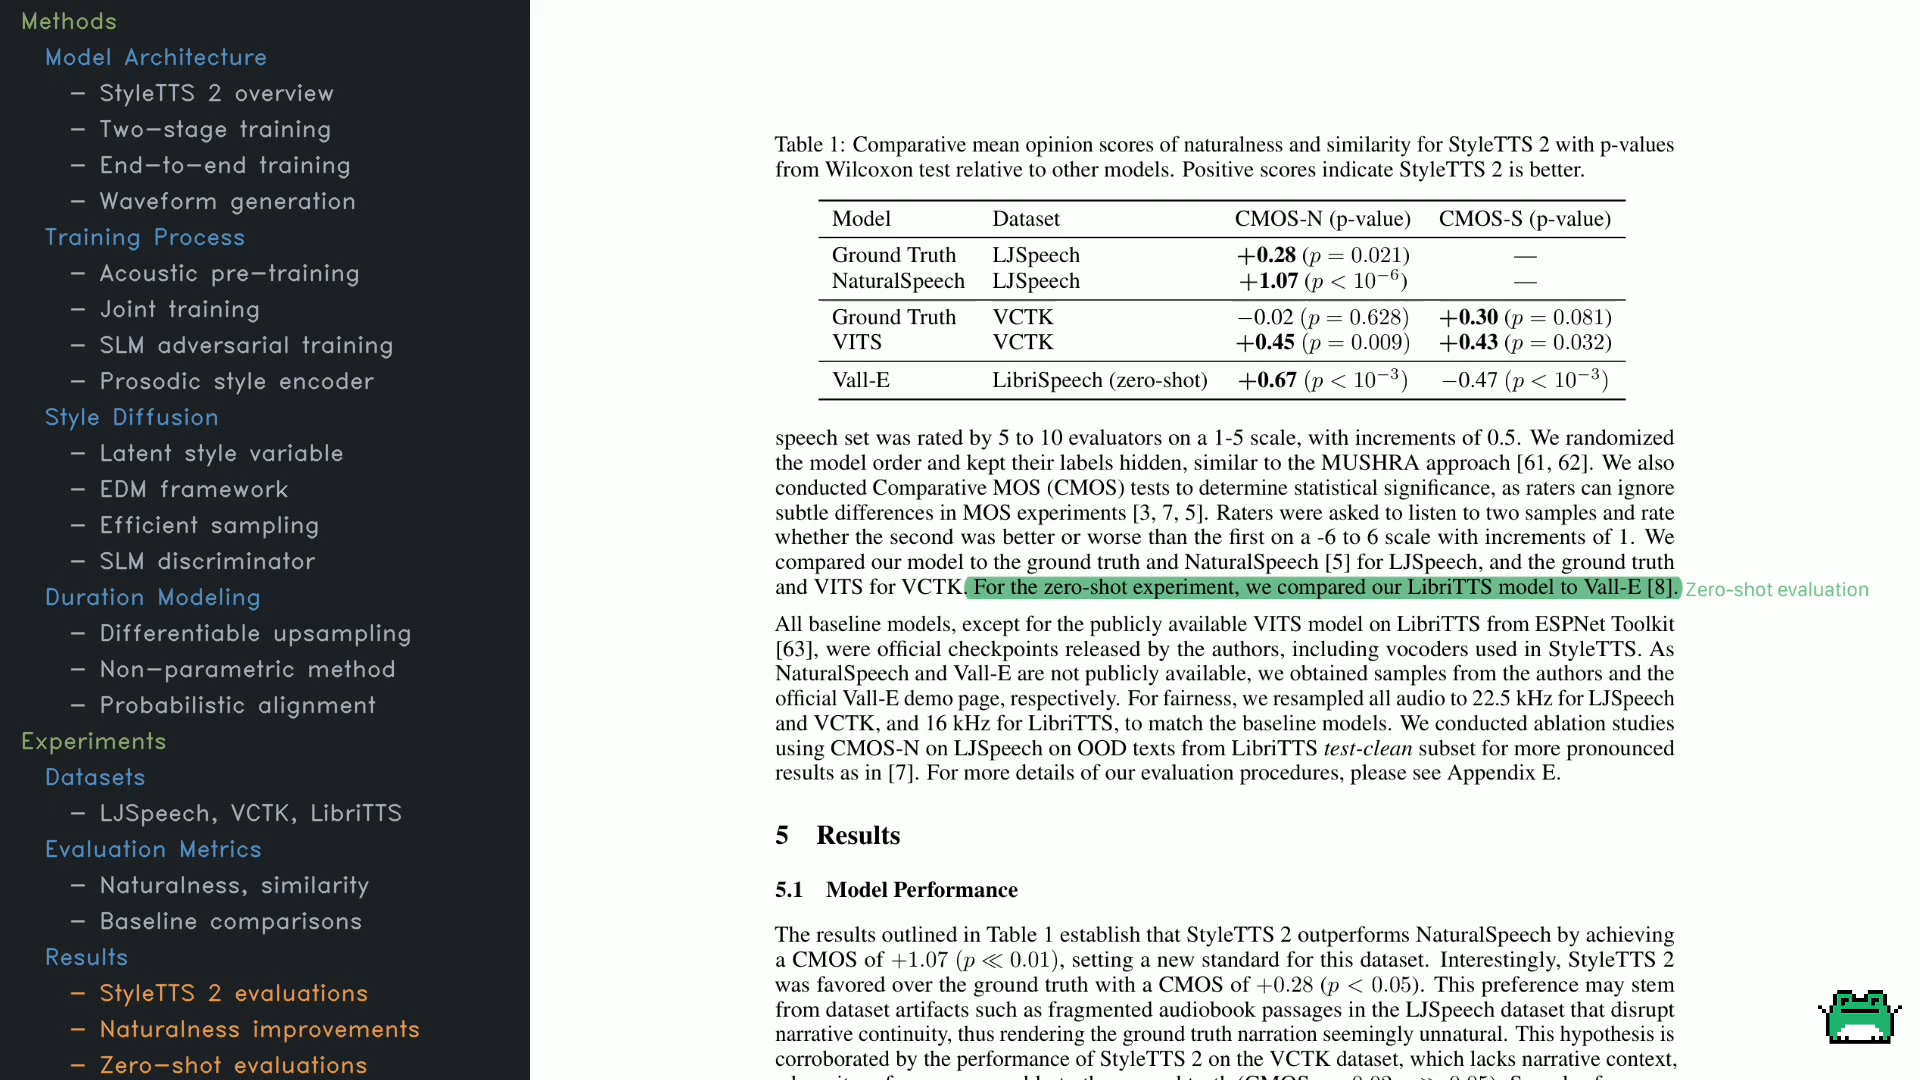 Methods
Model Architecture
– StyleTTS 2 overview
– Two-stage training
– End-to-end training
– Waveform generation
Training Process
– Acoustic pre-training
– Joint training
– SLM adversarial training
– Prosodic style encoder
Style Diffusion
– Latent style variable
– EDM framework
– Efficient sampling
– SLM discriminator
Duration Modeling
– Differentiable upsampling
– Non-parametric method
– Probabilistic alignment
Experiments
Datasets
– LJSpeech, VCTK, LibriTTS
Evaluation Metrics
– Naturalness, similarity
– Baseline comparisons
Results
– StyleTTS 2 evaluations
– Naturalness improvements
– Zero-shot evaluations
Table 1: Comparative mean opinion scores of naturalness and similarity for StyleTTS 2 with p-values
from Wilcoxon test relative to other models. Positive scores indicate StyleTTS 2 is better.
Model Dataset CMOS-N (p-value) CMOS-S (p-value)
Ground Truth LJSpeech +0.28 (p = 0.021) —
NaturalSpeech LJSpeech +1.07 (p < 10⁻⁶) —
Ground Truth VCTK −0.02 (p = 0.628) +0.30 (p = 0.081)
VITS VCTK +0.45 (p = 0.009) +0.43 (p = 0.032)
Vall-E LibriSpeech (zero-shot) +0.67 (p < 10⁻³) −0.47 (p < 10⁻³)
speech set was rated by 5 to 10 evaluators on a 1-5 scale, with increments of 0.5. We randomized
the model order and kept their labels hidden, similar to the MUSHRA approach [61, 62]. We also
conducted Comparative MOS (CMOS) tests to determine statistical significance, as raters can ignore
subtle differences in MOS experiments [3, 7, 5]. Raters were asked to listen to two samples and rate
whether the second was better or worse than the first on a -6 to 6 scale with increments of 1. We
compared our model to the ground truth and NaturalSpeech [5] for LJSpeech, and the ground truth
and VITS for VCTK. For the zero-shot experiment, we compared our LibriTTS model to Vall-E [8].
Zero-shot evaluation
All baseline models, except for the publicly available VITS model on LibriTTS from ESPNet Toolkit
[63], were official checkpoints released by the authors, including vocoders used in StyleTTS. As
NaturalSpeech and Vall-E are not publicly available, we obtained samples from the authors and the
official Vall-E demo page, respectively. For fairness, we resampled all audio to 22.5 kHz for LJSpeech
and VCTK, and 16 kHz for LibriTTS, to match the baseline models. We conducted ablation studies
using CMOS-N on LJSpeech on OOD texts from LibriTTS test-clean subset for more pronounced
results as in [7]. For more details of our evaluation procedures, please see Appendix E.
5 Results
5.1 Model Performance
The results outlined in Table 1 establish that StyleTTS 2 outperforms NaturalSpeech by achieving
a CMOS of +1.07 (p ≪ 0.01), setting a new standard for this dataset. Interestingly, StyleTTS 2
was favored over the ground truth with a CMOS of +0.28 (p < 0.05). This preference may stem
from dataset artifacts such as fragmented audiobook passages in the LJSpeech dataset that disrupt
narrative continuity, thus rendering the ground truth narration seemingly unnatural. This hypothesis is
corroborated by the performance of StyleTTS 2 on the VCTK dataset, which lacks narrative context,